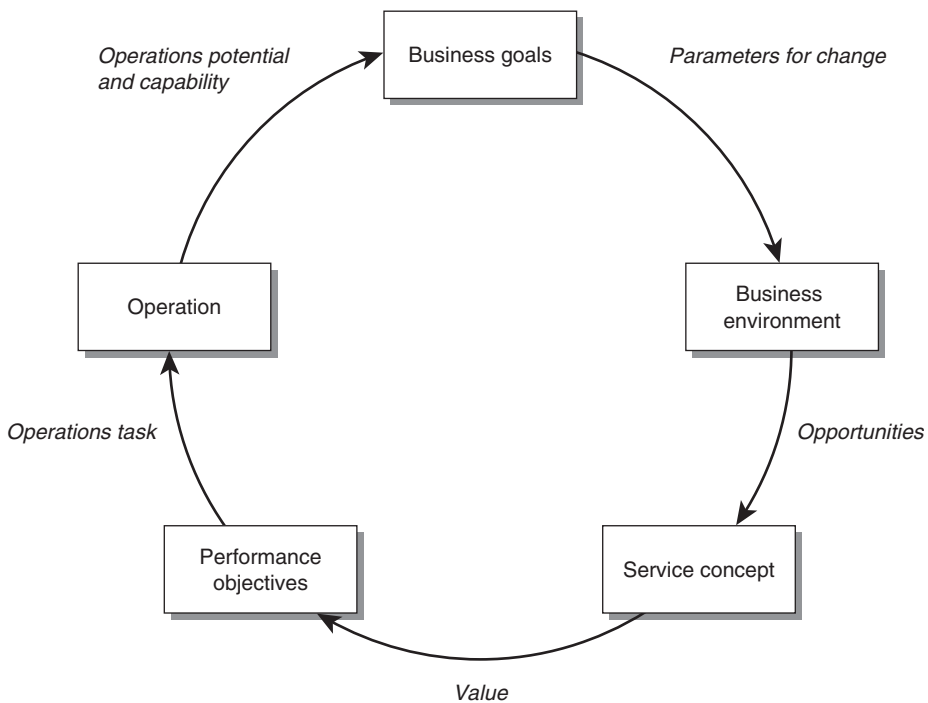 Operations potential
and capability
Business goals
Parameters for change
Operation
Business
environment
Operations task
Opportunities
Performance
objectives
Service concept
Value